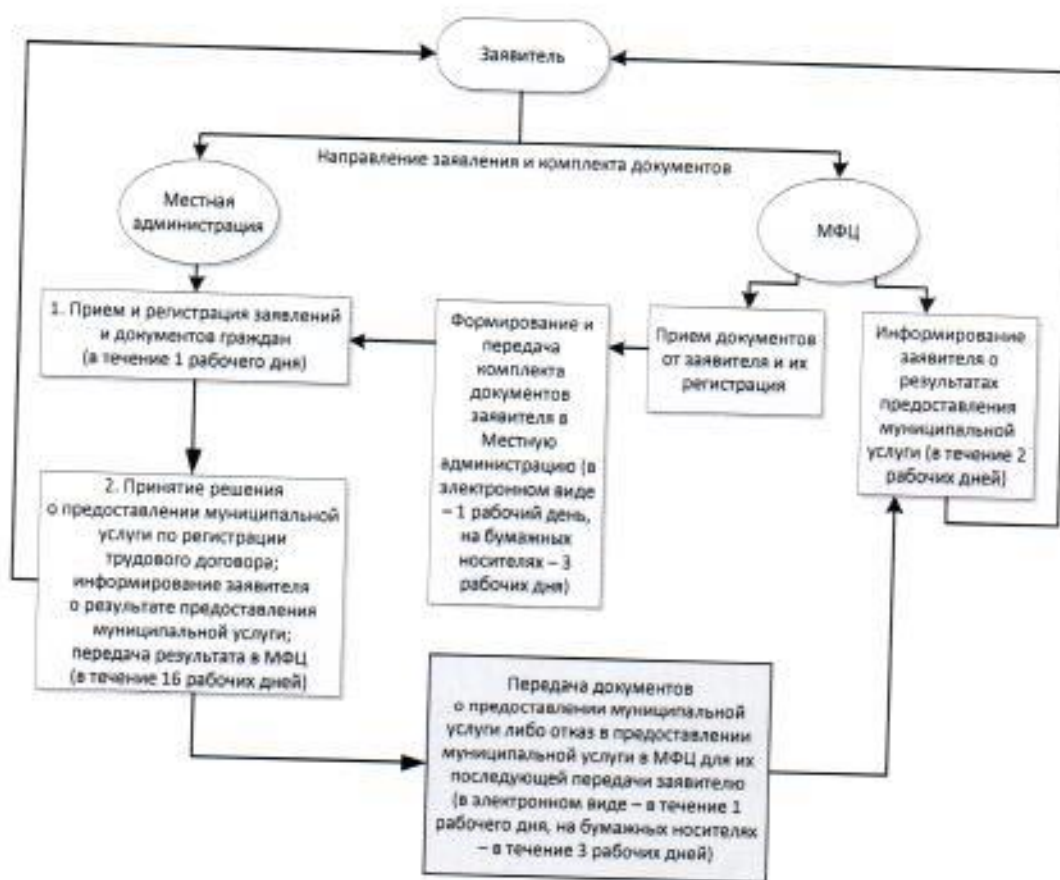 Заявитель
Направление заявления и комплекта документов
Местная
администрация
МФЦ
1. Прием и регистрация заявлений
и документов граждан
(в течение 1 рабочего дня)
Формирование и
передача
комплекта
документов
заявителя в
Местную
администрацию (в
электронном виде
– 1 рабочий день,
на бумажных
носителях – 3
рабочих дня)
Прием документов
от заявителя и их
регистрация
Информирование
заявителя о
результатах
предоставления
муниципальной
услуги (в течение 2
рабочих дней)
2. Принятие решения
о предоставлении муниципальной
услуги по регистрации
трудового договора;
информирование заявителя
о результате предоставления
муниципальной услуги;
передача результата в МФЦ
(в течение 16 рабочих дней)
Передача документов
о предоставлении муниципальной
услуги либо отказ в предоставлении
муниципальной услуги в МФЦ для их
последующей передачи заявителю
(в электронном виде – в течение 1
рабочего дня, на бумажных носителях
– в течение 3 рабочих дней)